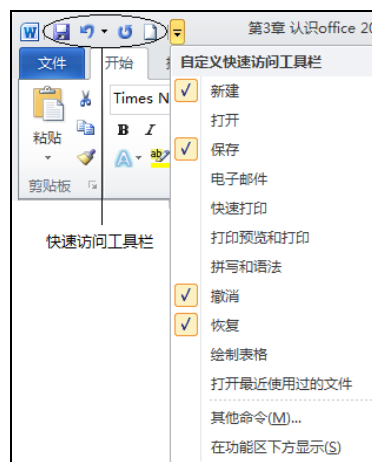 W
第3章 认识office 20
文件
开始
自定义快速访问工具栏
Times N
粘贴
B I
A
ab
剪贴板
快速访问工具栏
新建
打开
保存
电子邮件
快速打印
打印预览和打印
拼写和语法
撤消
恢复
绘制表格
打开最近使用过的文件
其他命令(M)...
在功能区下方显示(S)